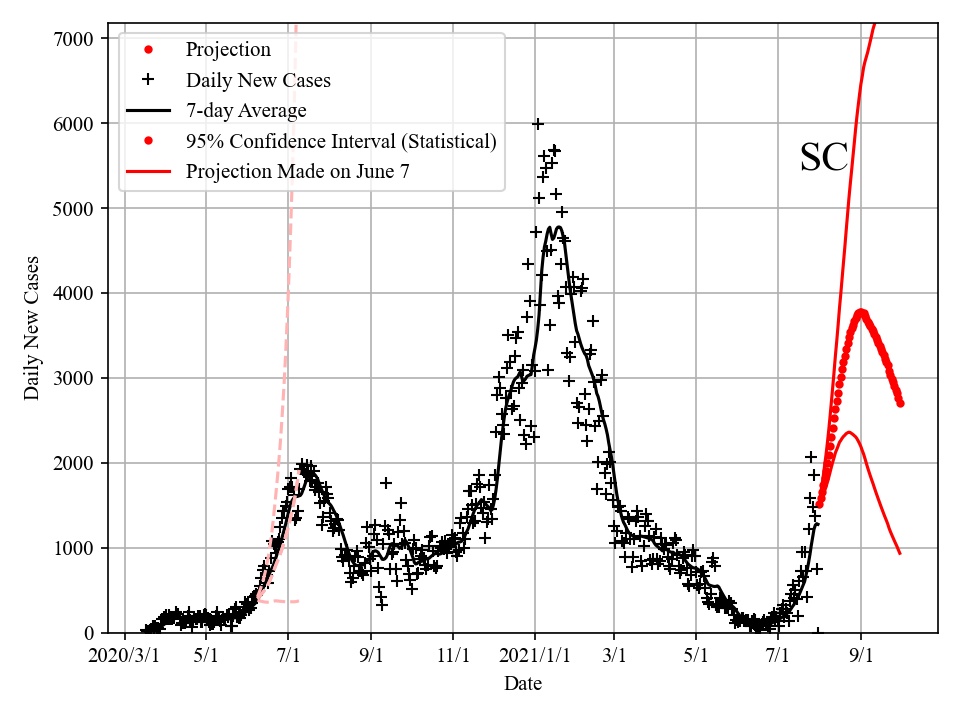 7000
6000
5000
4000
3000
2000
1000
0
Daily New Cases
Projection
Daily New Cases
7-day Average
95% Confidence Interval (Statistical)
Projection Made on June 7
SC
2020/3/1 5/1 7/1 9/1 11/1 2021/1/1 3/1 5/1 7/1 9/1
Date